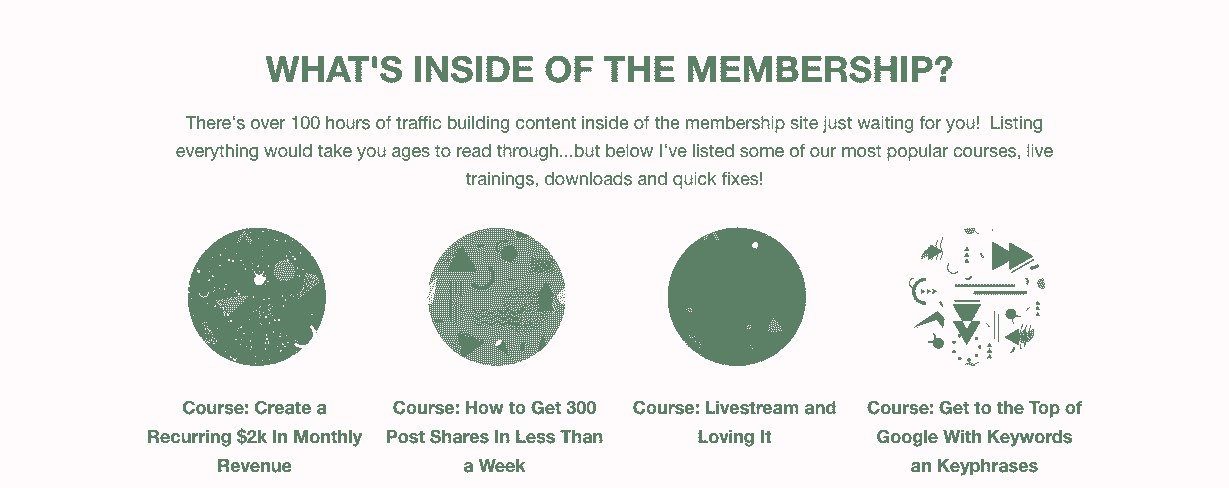 WHAT'S INSIDE OF THE MEMBERSHIP?
There's over 100 hours of traffic building content inside of the membership site just waiting for you!  Listing
everything would take you ages to read through...but below I've listed some of our most popular courses, live
trainings, downloads and quick fixes!
Course: Create a
Recurring $2k In Monthly
Revenue
Course: How to Get 300
Post Shares In Less Than
a Week
Course: Livestream and
Loving It
Course: Get to the Top of
Google With Keywords
an Keyphrases